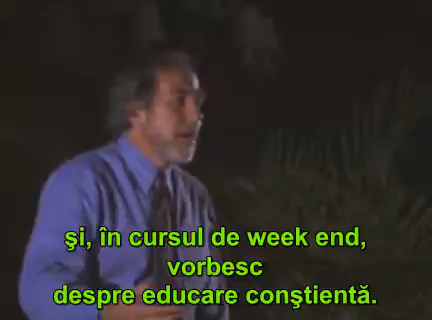 şi, în cursul de week end,
vorbesc
despre educare conştientă.